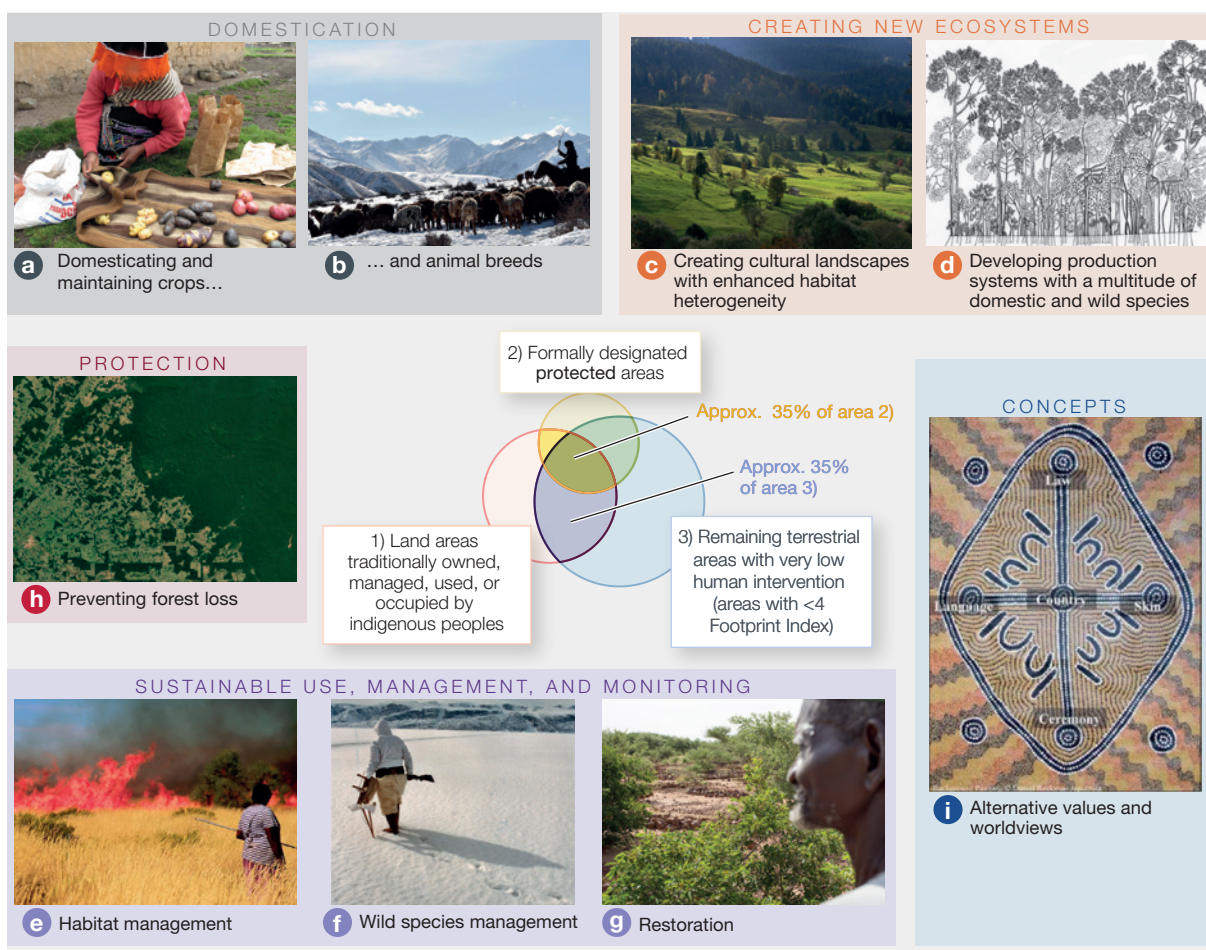 DOMESTICATION
a Domesticating and
maintaining crops…
b … and animal breeds
CREATING NEW ECOSYSTEMS
c Creating cultural landscapes
with enhanced habitat
heterogeneity
d Developing production
systems with a multitude of
domestic and wild species
PROTECTION
h Preventing forest loss
2) Formally designated
protected areas
Approx. 35% of area 2)
Approx. 35%
of area 3)
1) Land areas
traditionally owned,
managed, used, or
occupied by
indigenous peoples
3) Remaining terrestrial
areas with very low
human intervention
(areas with <4
Footprint Index)
CONCEPTS
Law
Language
Country
Skin
Ceremony
i Alternative values and
worldviews
SUSTAINABLE USE, MANAGEMENT, AND MONITORING
e Habitat management
f Wild species management
g Restoration